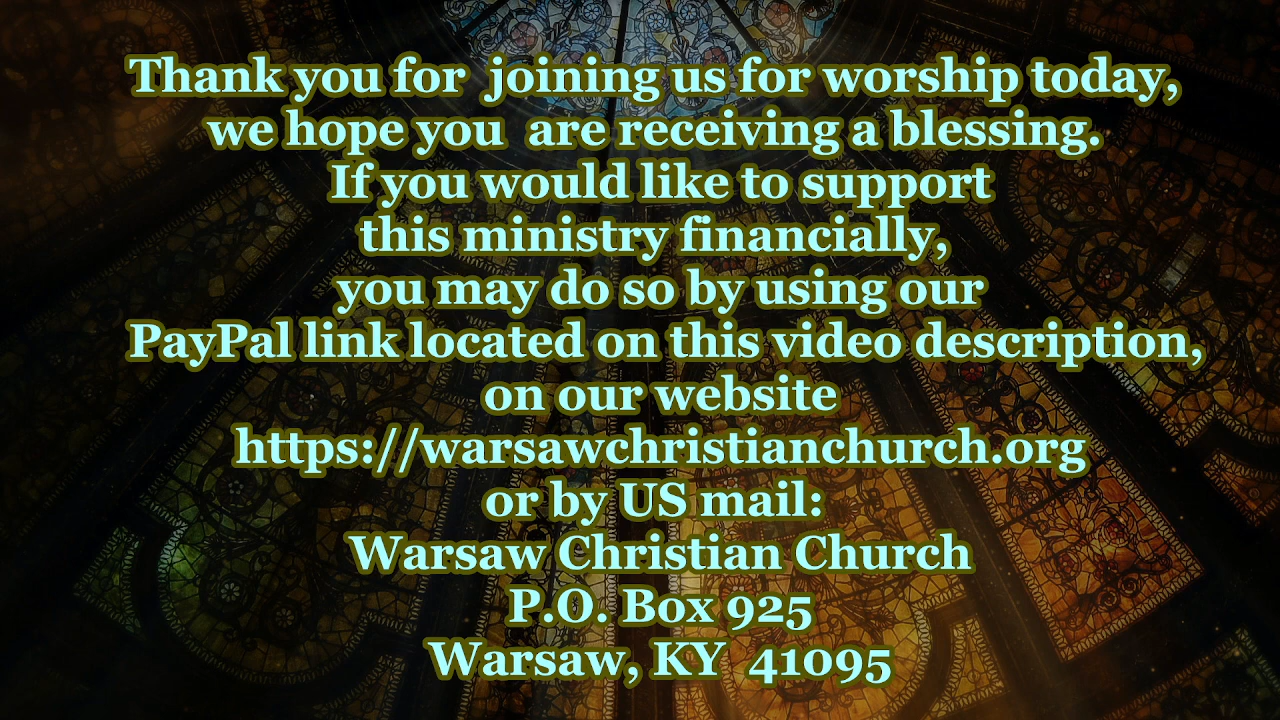 Thank you for joining us for worship today,
we hope you are receiving a blessing.
If you would like to support
this ministry financially,
you may do so by using our
PayPal link located on this video description,
on our website
https://warsawchristianchurch.org
or by US mail:
Warsaw Christian Church
P.O. Box 925
Warsaw, KY 41095